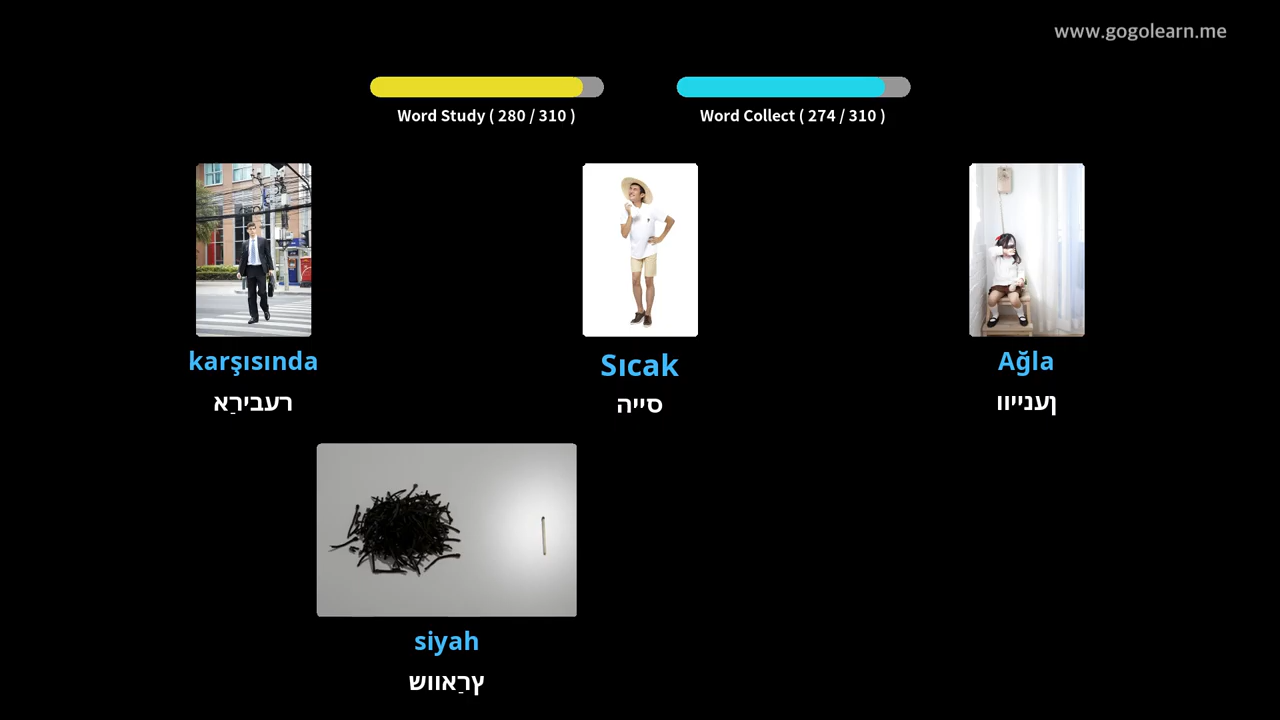 www.gogolearn.me
Word Study ( 280 / 310 )
Word Collect ( 274 / 310 )
karşısında
רעבירַא
Sıcak
סייה
Ağla
ןענייוו
siyah
ץרַאווש